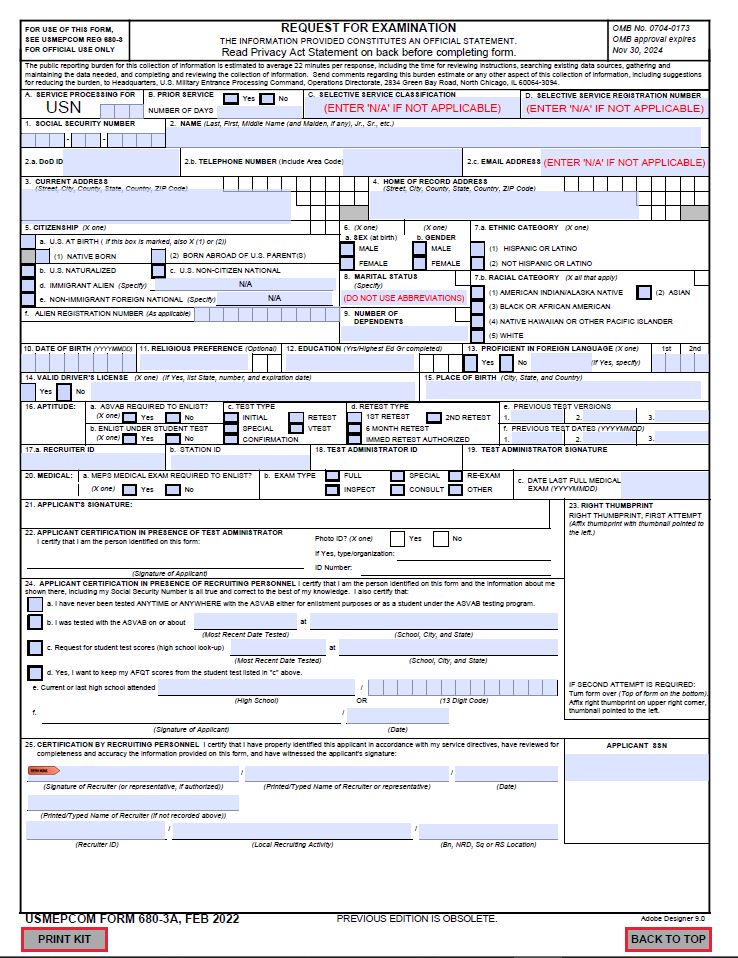 FOR USE OF THIS FORM,
SEE USMEPCOM REG 680-3
FOR OFFICIAL USE ONLY
REQUEST FOR EXAMINATION
THE INFORMATION PROVIDED CONSTITUTES AN OFFICIAL STATEMENT.
Read Privacy Act Statement on back before completing form.
OMB No. 0704-0173
OMB approval expires
Nov 30, 2024
The public reporting burden for this collection of information is estimated to average 22 minutes per response, including the time for reviewing instructions, searching existing data sources, gathering and
maintaining the data needed, and completing and reviewing the collection of information. Send comments regarding this burden estimate or any other aspect of this collection of information, including suggestions
for reducing the burden, to Headquarters, U.S. Military Entrance Processing Command, Operations Directorate, 2834 Green Bay Road, North Chicago, IL 60064-3094.
A. SERVICE PROCESSING FOR
USN
B. PRIOR SERVICE Yes No
NUMBER OF DAYS
C. SELECTIVE SERVICE CLASSIFICATION
(ENTER 'N/A' IF NOT APPLICABLE)
D. SELECTIVE SERVICE REGISTRATION NUMBER
(ENTER 'N/A' IF NOT APPLICABLE)
1. SOCIAL SECURITY NUMBER
- -
2. NAME (Last, First, Middle Name (and Maiden, if any), Jr., Sr., etc.)
2.a. DoD ID
2.b. TELEPHONE NUMBER (Include Area Code)
2.c. EMAIL ADDRESS (ENTER 'N/A' IF NOT APPLICABLE)
3. CURRENT ADDRESS
(Street, City, County, State, Country, ZIP Code)
4. HOME OF RECORD ADDRESS
(Street, City, County, State, Country, ZIP Code)
5. CITIZENSHIP (X one)
a. U.S. AT BIRTH ( If this box is marked, also X (1) or (2))
(1) NATIVE BORN (2) BORN ABROAD OF U.S. PARENT(S)
b. U.S. NATURALIZED c. U.S. NON-CITIZEN NATIONAL
d. IMMIGRANT ALIEN (Specify) N/A
e. NON-IMMIGRANT FOREIGN NATIONAL (Specify) N/A
f. ALIEN REGISTRATION NUMBER (As applicable)
6. (X one) (X one)
a. SEX (at birth) b. GENDER
MALE MALE
FEMALE FEMALE
7.a. ETHNIC CATEGORY (X one)
(1) HISPANIC OR LATINO
(2) NOT HISPANIC OR LATINO
8. MARITAL STATUS
(Specify)
(DO NOT USE ABBREVIATIONS)
9. NUMBER OF
DEPENDENTS
7.b. RACIAL CATEGORY (X all that apply)
(1) AMERICAN INDIAN/ALASKA NATIVE (2) ASIAN
(3) BLACK OR AFRICAN AMERICAN
(4) NATIVE HAWAIIAN OR OTHER PACIFIC ISLANDER
(5) WHITE
10. DATE OF BIRTH (YYYYMMDD)
11. RELIGIOUS PREFERENCE (Optional)
12. EDUCATION (Yrs/Highest Ed Gr completed)
13. PROFICIENT IN FOREIGN LANGUAGE (X one) 1st 2nd
Yes No (If Yes, specify)
14. VALID DRIVER'S LICENSE (X one) (If Yes, list State, number, and expiration date)
Yes No
15. PLACE OF BIRTH (City, State, and Country)
16. APTITUDE:
a. ASVAB REQUIRED TO ENLIST?
(X one) Yes No
b. ENLIST UNDER STUDENT TEST
(X one) Yes No
c. TEST TYPE
INITIAL RETEST
SPECIAL VTEST
CONFIRMATION
d. RETEST TYPE
1ST RETEST 2ND RETEST
6 MONTH RETEST
IMMED RETEST AUTHORIZED
e. PREVIOUS TEST VERSIONS
1. 2. 3.
f. PREVIOUS TEST DATES (YYYYMMDD)
1. 2. 3.
17.a. RECRUITER ID
b. STATION ID
18. TEST ADMINISTRATOR ID
19. TEST ADMINISTRATOR SIGNATURE
20. MEDICAL:
a. MEPS MEDICAL EXAM REQUIRED TO ENLIST?
(X one) Yes No
b. EXAM TYPE FULL SPECIAL RE-EXAM
INSPECT CONSULT OTHER
c. DATE LAST FULL MEDICAL
EXAM (YYYYMMDD)
21. APPLICANT'S SIGNATURE:
22. APPLICANT CERTIFICATION IN PRESENCE OF TEST ADMINISTRATOR
I certify that I am the person identified on this form:
(Signature of Applicant)
Photo ID? (X one) Yes No
If Yes, type/organization:
ID Number:
23. RIGHT THUMBPRINT
RIGHT THUMBPRINT, FIRST ATTEMPT
(Affix thumbprint with thumbnail pointed to
the left.)
24. APPLICANT CERTIFICATION IN PRESENCE OF RECRUITING PERSONNEL I certify that I am the person identified on this form and the information about me
shown there, including my Social Security Number is all true and correct to the best of my knowledge. I also certify that:
a. I have never been tested ANYTIME or ANYWHERE with the ASVAB either for enlistment purposes or as a student under the ASVAB testing program.
b. I was tested with the ASVAB on or about at
(Most Recent Date Tested) (School, City, and State)
c. Request for student test scores (high school look-up) at
(Most Recent Date Tested) (School, City, and State)
d. Yes, I want to keep my AFQT scores from the student test listed in "c" above.
e. Current or last high school attended /
(High School) OR (13 Digit Code)
f. /
(Signature of Applicant) (Date)
IF SECOND ATTEMPT IS REQUIRED:
Turn form over (Top of form on the bottom).
Affix right thumbprint on upper right corner,
thumbnail pointed to the left.
25. CERTIFICATION BY RECRUITING PERSONNEL I certify that I have properly identified this applicant in accordance with my service directives, have reviewed for
completeness and accuracy the information provided on this form, and have witnessed the applicant's signature:
/ /
(Signature of Recruiter (or representative, if authorized)) (Printed/Typed Name of Recruiter or representative) (Date)
(Printed/Typed Name of Recruiter (if not recorded above))
/ /
(Recruiter ID) (Local Recruiting Activity) (Bn, NRD, Sq or RS Location)
APPLICANT SSN
USMEPCOM FORM 680-3A, FEB 2022
PREVIOUS EDITION IS OBSOLETE.
Adobe Designer 9.0
PRINT KIT
BACK TO TOP